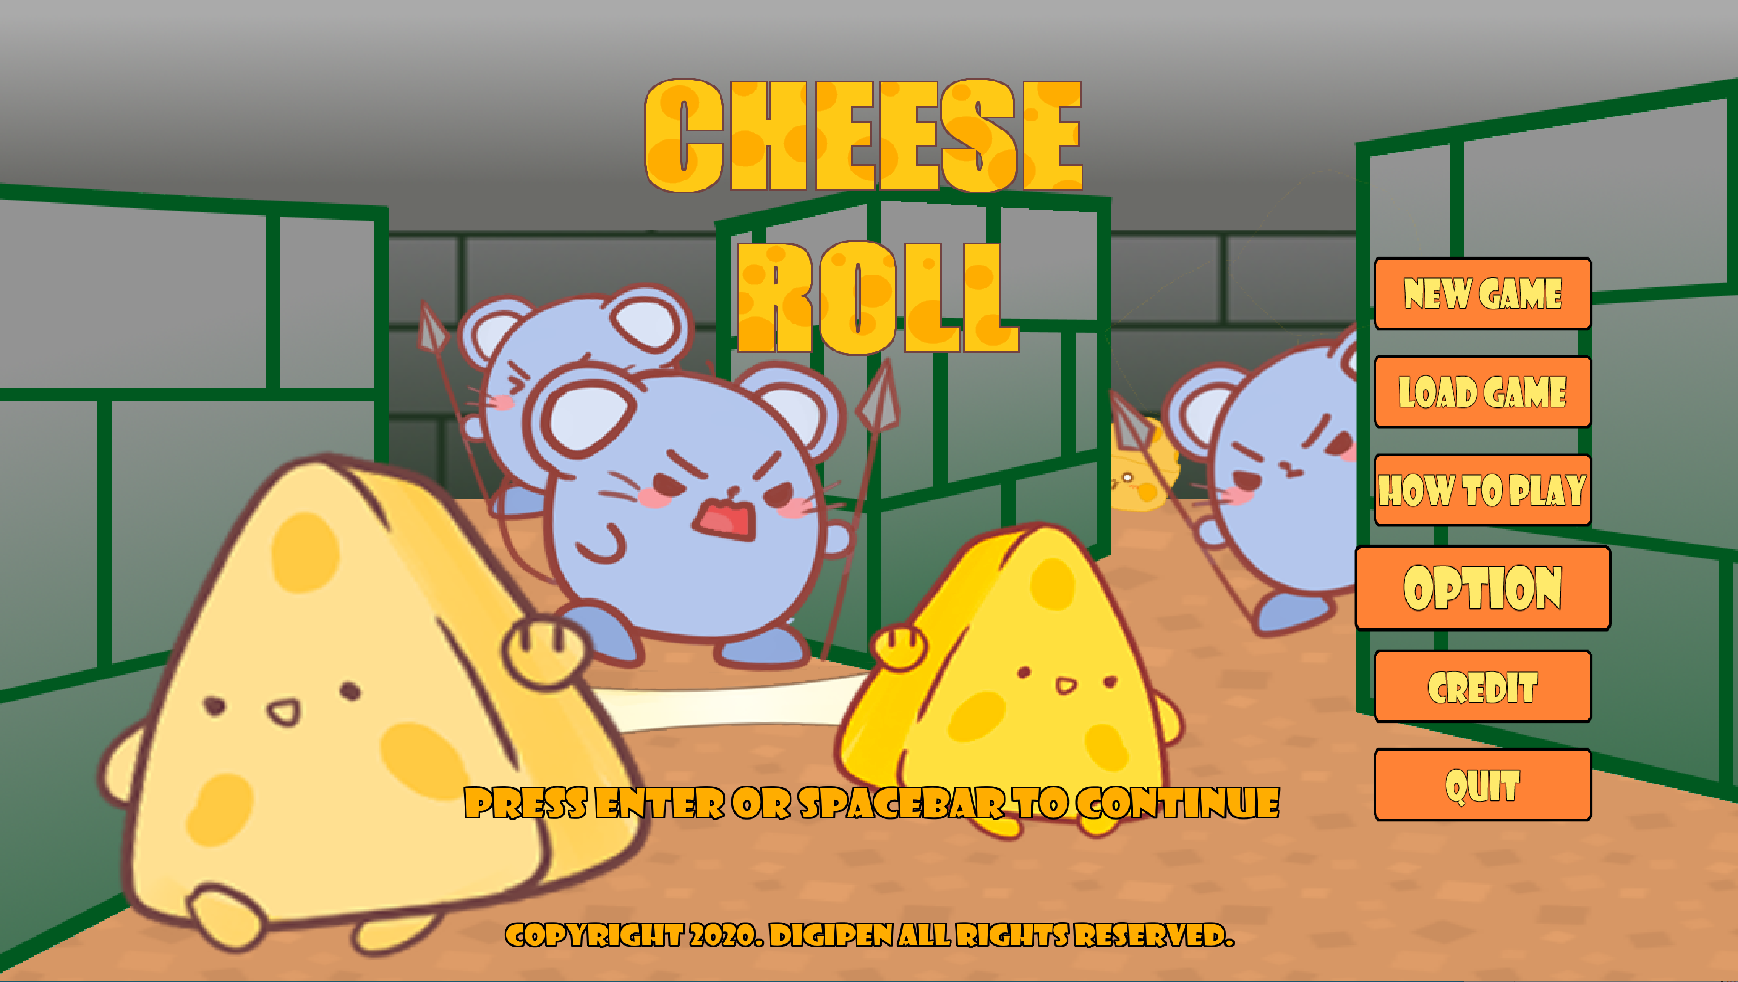 CHEESE
ROLL
NEW GAME
LOAD GAME
HOW TO PLAY
OPTION
CREDIT
QUIT
PRESS ENTER OR SPACEBAR TO CONTINUE
COPYRIGHT 2020. DIGIPEN ALL RIGHTS RESERVED.